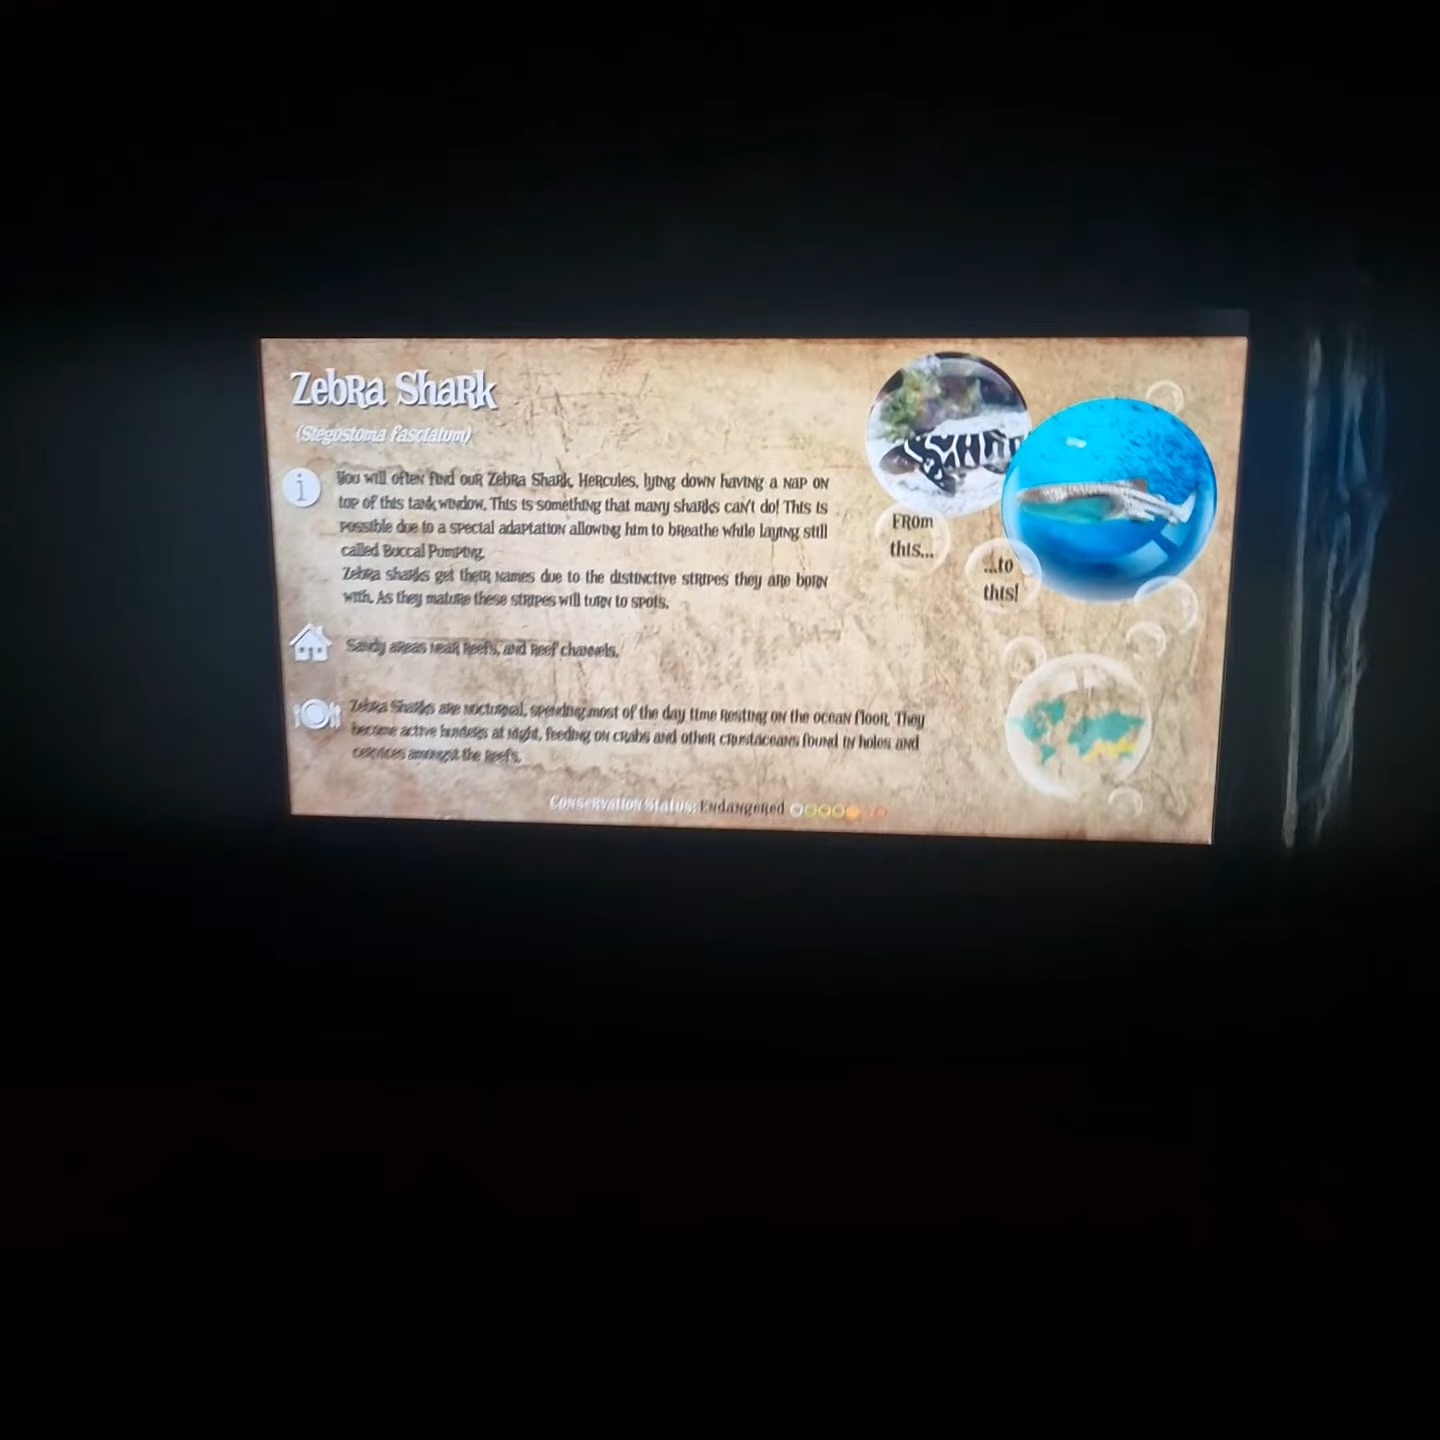 Zebra Shark
(Stegostoma fasciatum)
You will often find our Zebra Shark, Hercules, lying down having a nap on
top of this tank window. This is something that many sharks can't do! This is
possible due to a special adaptation allowing him to breathe while laying still
called Buccal Pumping.
Zebra sharks get their names due to the distinctive stripes they are born
with. As they mature these stripes will turn to spots.
From
this...
...to
this!
Sandy areas near reefs, and reef channels.
Zebra Sharks are nocturnal, spending most of the day time resting on the ocean floor. They
become active hunters at night, feeding on crabs and other crustaceans found in holes and
crevices amongst the reefs.
Conservation Status: Endangered